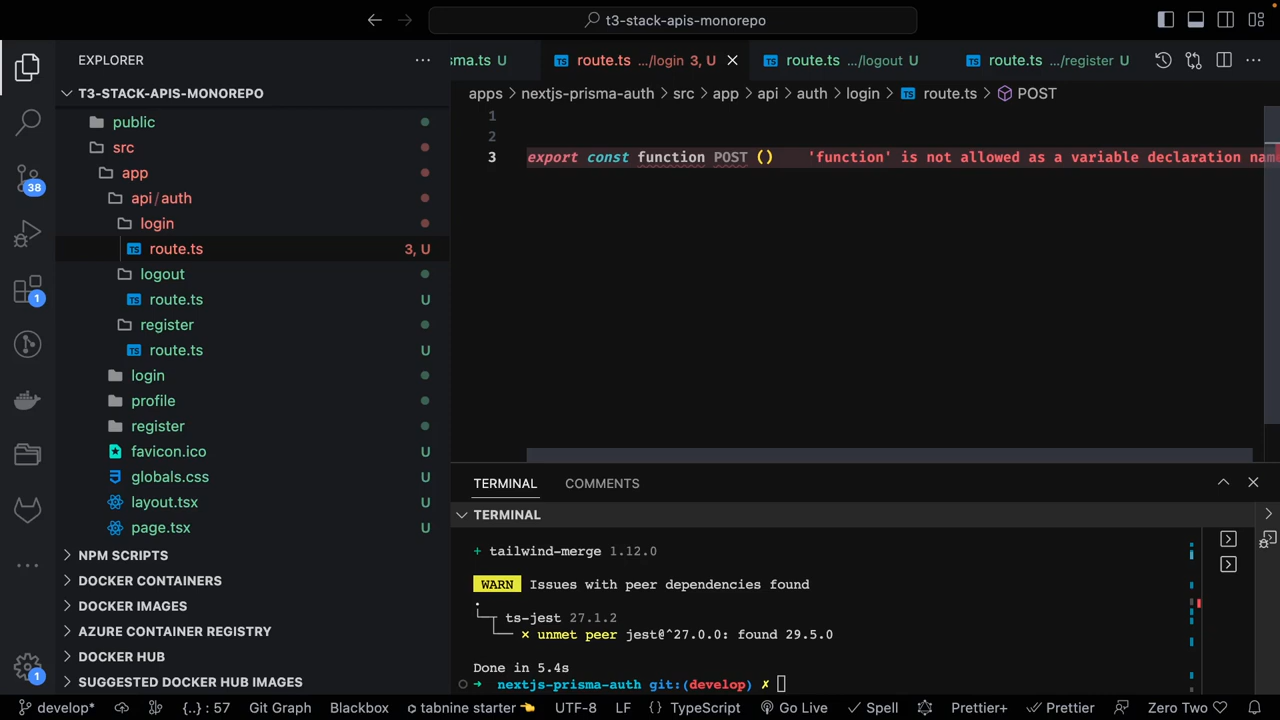 t3-stack-apis-monorepo
EXPLORER
T3-STACK-APIS-MONOREPO
public
src
app
api/auth
login
route.ts 3, U
logout
route.ts U
register
route.ts U
login
profile
register
favicon.ico U
globals.css U
layout.tsx U
page.tsx U
NPM SCRIPTS
DOCKER CONTAINERS
DOCKER IMAGES
AZURE CONTAINER REGISTRY
DOCKER HUB
SUGGESTED DOCKER HUB IMAGES
38
1
1
sma.ts U
route.ts .../login 3, U
route.ts .../logout U
route.ts .../register U
apps > nextjs-prisma-auth > src > app > api > auth > login > TS route.ts > POST
1
2
3 export const function POST () 'function' is not allowed as a variable declaration nam
TERMINAL COMMENTS
TERMINAL
+ tailwind-merge 1.12.0
WARN Issues with peer dependencies found
.
└─┬ ts-jest 27.1.2
└── ✕ unmet peer jest@^27.0.0: found 29.5.0
Done in 5.4s
➜ nextjs-prisma-auth git:(develop) ✗
develop* {..} : 57 Git Graph Blackbox tabnine starter 👈 UTF-8 LF {} TypeScript Go Live ✓ Spell Prettier+ ✓ Prettier Zero Two ♡